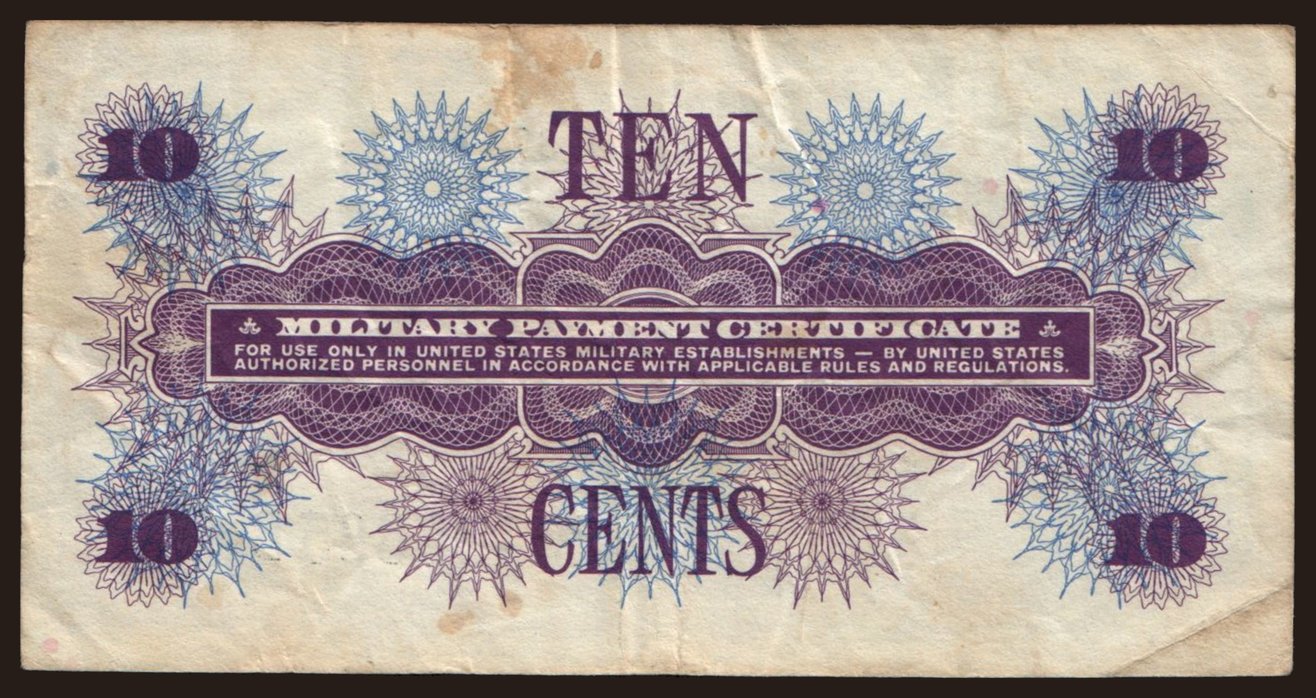 10 TEN 10
MILITARY PAYMENT CERTIFICATE
FOR USE ONLY IN UNITED STATES MILITARY ESTABLISHMENTS — BY UNITED STATES
AUTHORIZED PERSONNEL IN ACCORDANCE WITH APPLICABLE RULES AND REGULATIONS.
10 CENTS 10